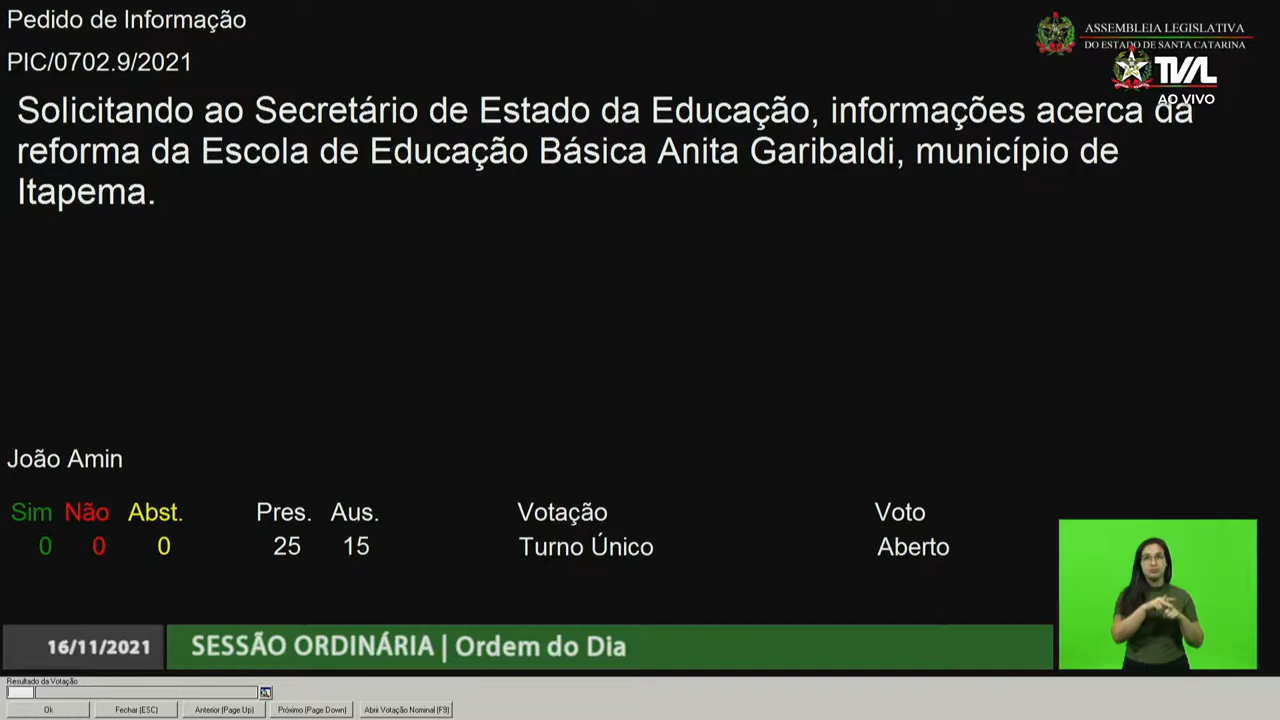 Pedido de Informação
ASSEMBLEIA LEGISLATIVA
DO ESTADO DE SANTA CATARINA
PIC/0702.9/2021
TVAL
AO VIVO
Solicitando ao Secretário de Estado da Educação, informações acerca da
reforma da Escola de Educação Básica Anita Garibaldi, município de
Itapema.
João Amin
Sim Não Abst. Pres. Aus. Votação Voto
0 0 0 25 15 Turno Único Aberto
16/11/2021 SESSÃO ORDINÁRIA | Ordem do Dia
Resultado da Votação
Ok Fechar (ESC) Anterior (Page Up) Próximo (Page Down) Abrir Votação Nominal (F9)